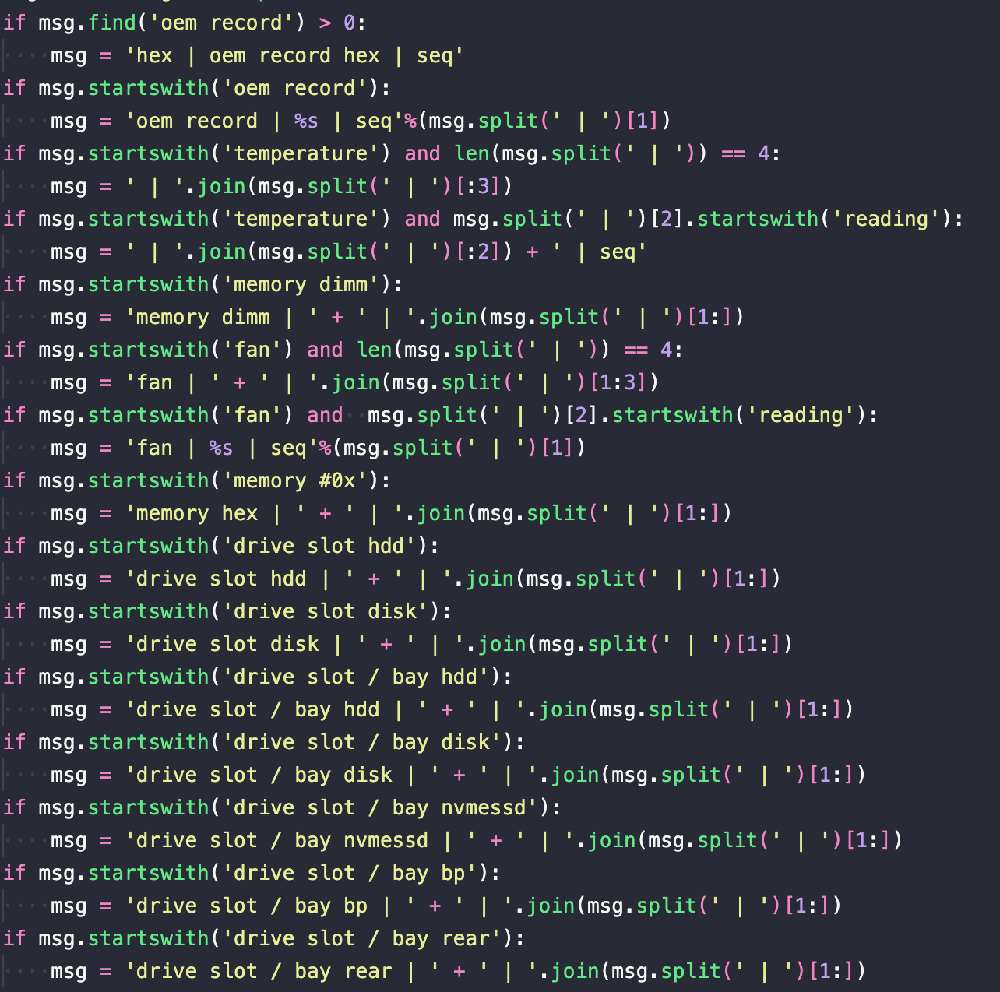 if msg.find('oem record') > 0:
    msg = 'hex | oem record hex | seq'
if msg.startswith('oem record'):
    msg = 'oem record | %s | seq'%(msg.split(' | ')[1])
if msg.startswith('temperature') and len(msg.split(' | ')) == 4:
    msg = ' | '.join(msg.split(' | ')[:3])
if msg.startswith('temperature') and msg.split(' | ')[2].startswith('reading'):
    msg = ' | '.join(msg.split(' | ')[:2]) + ' | seq'
if msg.startswith('memory dimm'):
    msg = 'memory dimm | ' + ' | '.join(msg.split(' | ')[1:])
if msg.startswith('fan') and len(msg.split(' | ')) == 4:
    msg = 'fan | ' + ' | '.join(msg.split(' | ')[1:3])
if msg.startswith('fan') and  msg.split(' | ')[2].startswith('reading'):
    msg = 'fan | %s | seq'%(msg.split(' | ')[1])
if msg.startswith('memory #0x'):
    msg = 'memory hex | ' + ' | '.join(msg.split(' | ')[1:])
if msg.startswith('drive slot hdd'):
    msg = 'drive slot hdd | ' + ' | '.join(msg.split(' | ')[1:])
if msg.startswith('drive slot disk'):
    msg = 'drive slot disk | ' + ' | '.join(msg.split(' | ')[1:])
if msg.startswith('drive slot / bay hdd'):
    msg = 'drive slot / bay hdd | ' + ' | '.join(msg.split(' | ')[1:])
if msg.startswith('drive slot / bay disk'):
    msg = 'drive slot / bay disk | ' + ' | '.join(msg.split(' | ')[1:])
if msg.startswith('drive slot / bay nvmessd'):
    msg = 'drive slot / bay nvmessd | ' + ' | '.join(msg.split(' | ')[1:])
if msg.startswith('drive slot / bay bp'):
    msg = 'drive slot / bay bp | ' + ' | '.join(msg.split(' | ')[1:])
if msg.startswith('drive slot / bay rear'):
    msg = 'drive slot / bay rear | ' + ' | '.join(msg.split(' | ')[1:])